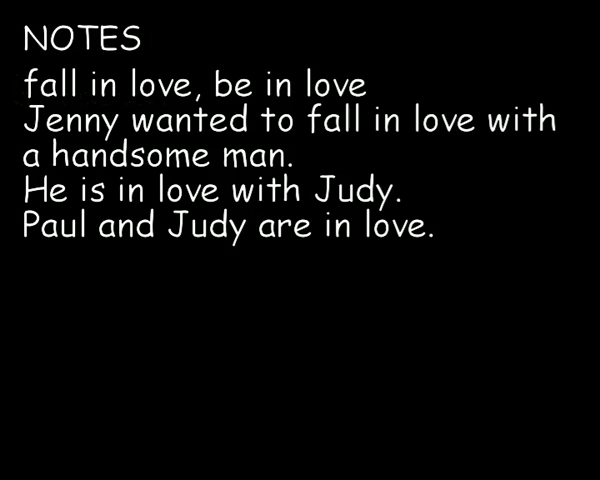 NOTES
fall in love, be in love
Jenny wanted to fall in love with
a handsome man.
He is in love with Judy.
Paul and Judy are in love.